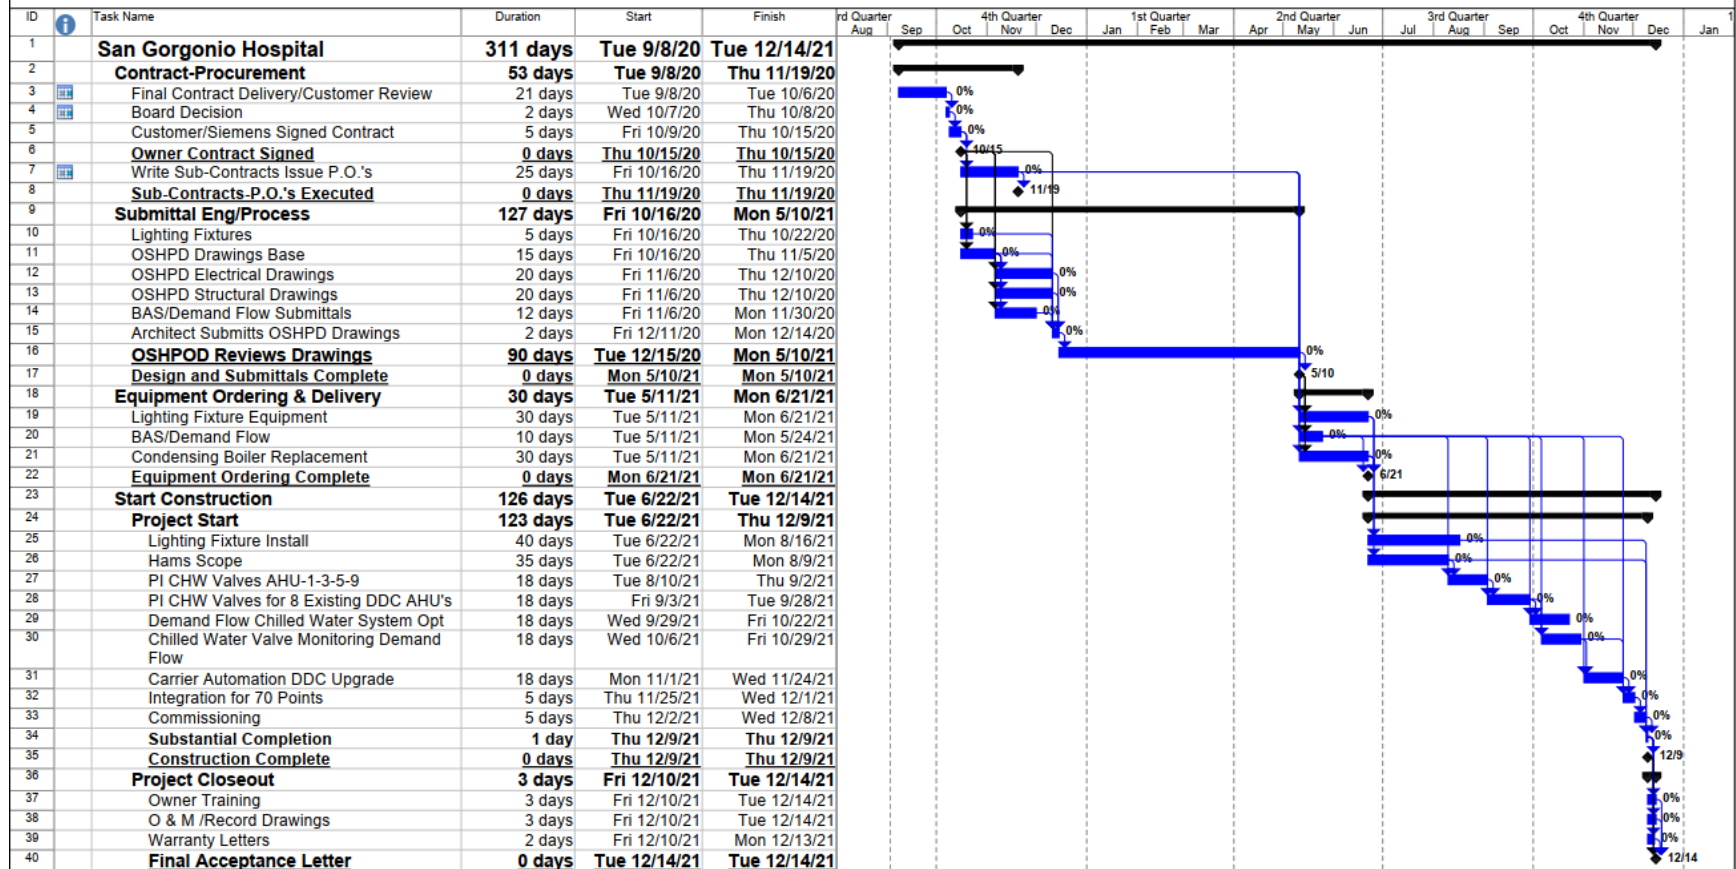 ID Task Name Duration Start Finish rd Quarter 4th Quarter 1st Quarter 2nd Quarter 3rd Quarter 4th Quarter 1
Aug Sep Oct Nov Dec Jan Feb Mar Apr May Jun Jul Aug Sep Oct Nov Dec Jan
1 San Gorgonio Hospital 311 days Tue 9/8/20 Tue 12/14/21
2 Contract-Procurement 53 days Tue 9/8/20 Thu 11/19/20
3 Final Contract Delivery/Customer Review 21 days Tue 9/8/20 Tue 10/6/20 0%
4 Board Decision 2 days Wed 10/7/20 Thu 10/8/20 0%
5 Customer/Siemens Signed Contract 5 days Fri 10/9/20 Thu 10/15/20 0%
6 Owner Contract Signed 0 days Thu 10/15/20 Thu 10/15/20 10/15
7 Write Sub-Contracts Issue P.O.'s 25 days Fri 10/16/20 Thu 11/19/20 0%
8 Sub-Contracts-P.O.'s Executed 0 days Thu 11/19/20 Thu 11/19/20 11/19
9 Submittal Eng/Process 127 days Fri 10/16/20 Mon 5/10/21
10 Lighting Fixtures 5 days Fri 10/16/20 Thu 10/22/20 0%
11 OSHPD Drawings Base 15 days Fri 10/16/20 Thu 11/5/20 0%
12 OSHPD Electrical Drawings 20 days Fri 11/6/20 Thu 12/10/20 0%
13 OSHPD Structural Drawings 20 days Fri 11/6/20 Thu 12/10/20 0%
14 BAS/Demand Flow Submittals 12 days Fri 11/6/20 Mon 11/30/20 0%
15 Architect Submitts OSHPD Drawings 2 days Fri 12/11/20 Mon 12/14/20 0%
16 OSHPOD Reviews Drawings 90 days Tue 12/15/20 Mon 5/10/21 0%
17 Design and Submittals Complete 0 days Mon 5/10/21 Mon 5/10/21 5/10
18 Equipment Ordering & Delivery 30 days Tue 5/11/21 Mon 6/21/21
19 Lighting Fixture Equipment 30 days Tue 5/11/21 Mon 6/21/21 0%
20 BAS/Demand Flow 10 days Tue 5/11/21 Mon 5/24/21 0%
21 Condensing Boiler Replacement 30 days Tue 5/11/21 Mon 6/21/21 0%
22 Equipment Ordering Complete 0 days Mon 6/21/21 Mon 6/21/21 6/21
23 Start Construction 126 days Tue 6/22/21 Tue 12/14/21
24 Project Start 123 days Tue 6/22/21 Thu 12/9/21
25 Lighting Fixture Install 40 days Tue 6/22/21 Mon 8/16/21 0%
26 Hams Scope 35 days Tue 6/22/21 Mon 8/9/21 0%
27 PI CHW Valves AHU-1-3-5-9 18 days Tue 8/10/21 Thu 9/2/21 0%
28 PI CHW Valves for 8 Existing DDC AHU's 18 days Fri 9/3/21 Tue 9/28/21 0%
29 Demand Flow Chilled Water System Opt 18 days Wed 9/29/21 Fri 10/22/21 0%
30 Chilled Water Valve Monitoring Demand 18 days Wed 10/6/21 Fri 10/29/21 0%
Flow
31 Carrier Automation DDC Upgrade 18 days Mon 11/1/21 Wed 11/24/21 0%
32 Integration for 70 Points 5 days Thu 11/25/21 Wed 12/1/21 0%
33 Commissioning 5 days Thu 12/2/21 Wed 12/8/21 0%
34 Substantial Completion 1 day Thu 12/9/21 Thu 12/9/21 0%
35 Construction Complete 0 days Thu 12/9/21 Thu 12/9/21 12/9
36 Project Closeout 3 days Fri 12/10/21 Tue 12/14/21
37 Owner Training 3 days Fri 12/10/21 Tue 12/14/21 0%
38 O & M /Record Drawings 3 days Fri 12/10/21 Tue 12/14/21 0%
39 Warranty Letters 2 days Fri 12/10/21 Mon 12/13/21 0%
40 Final Acceptance Letter 0 days Tue 12/14/21 Tue 12/14/21 12/14